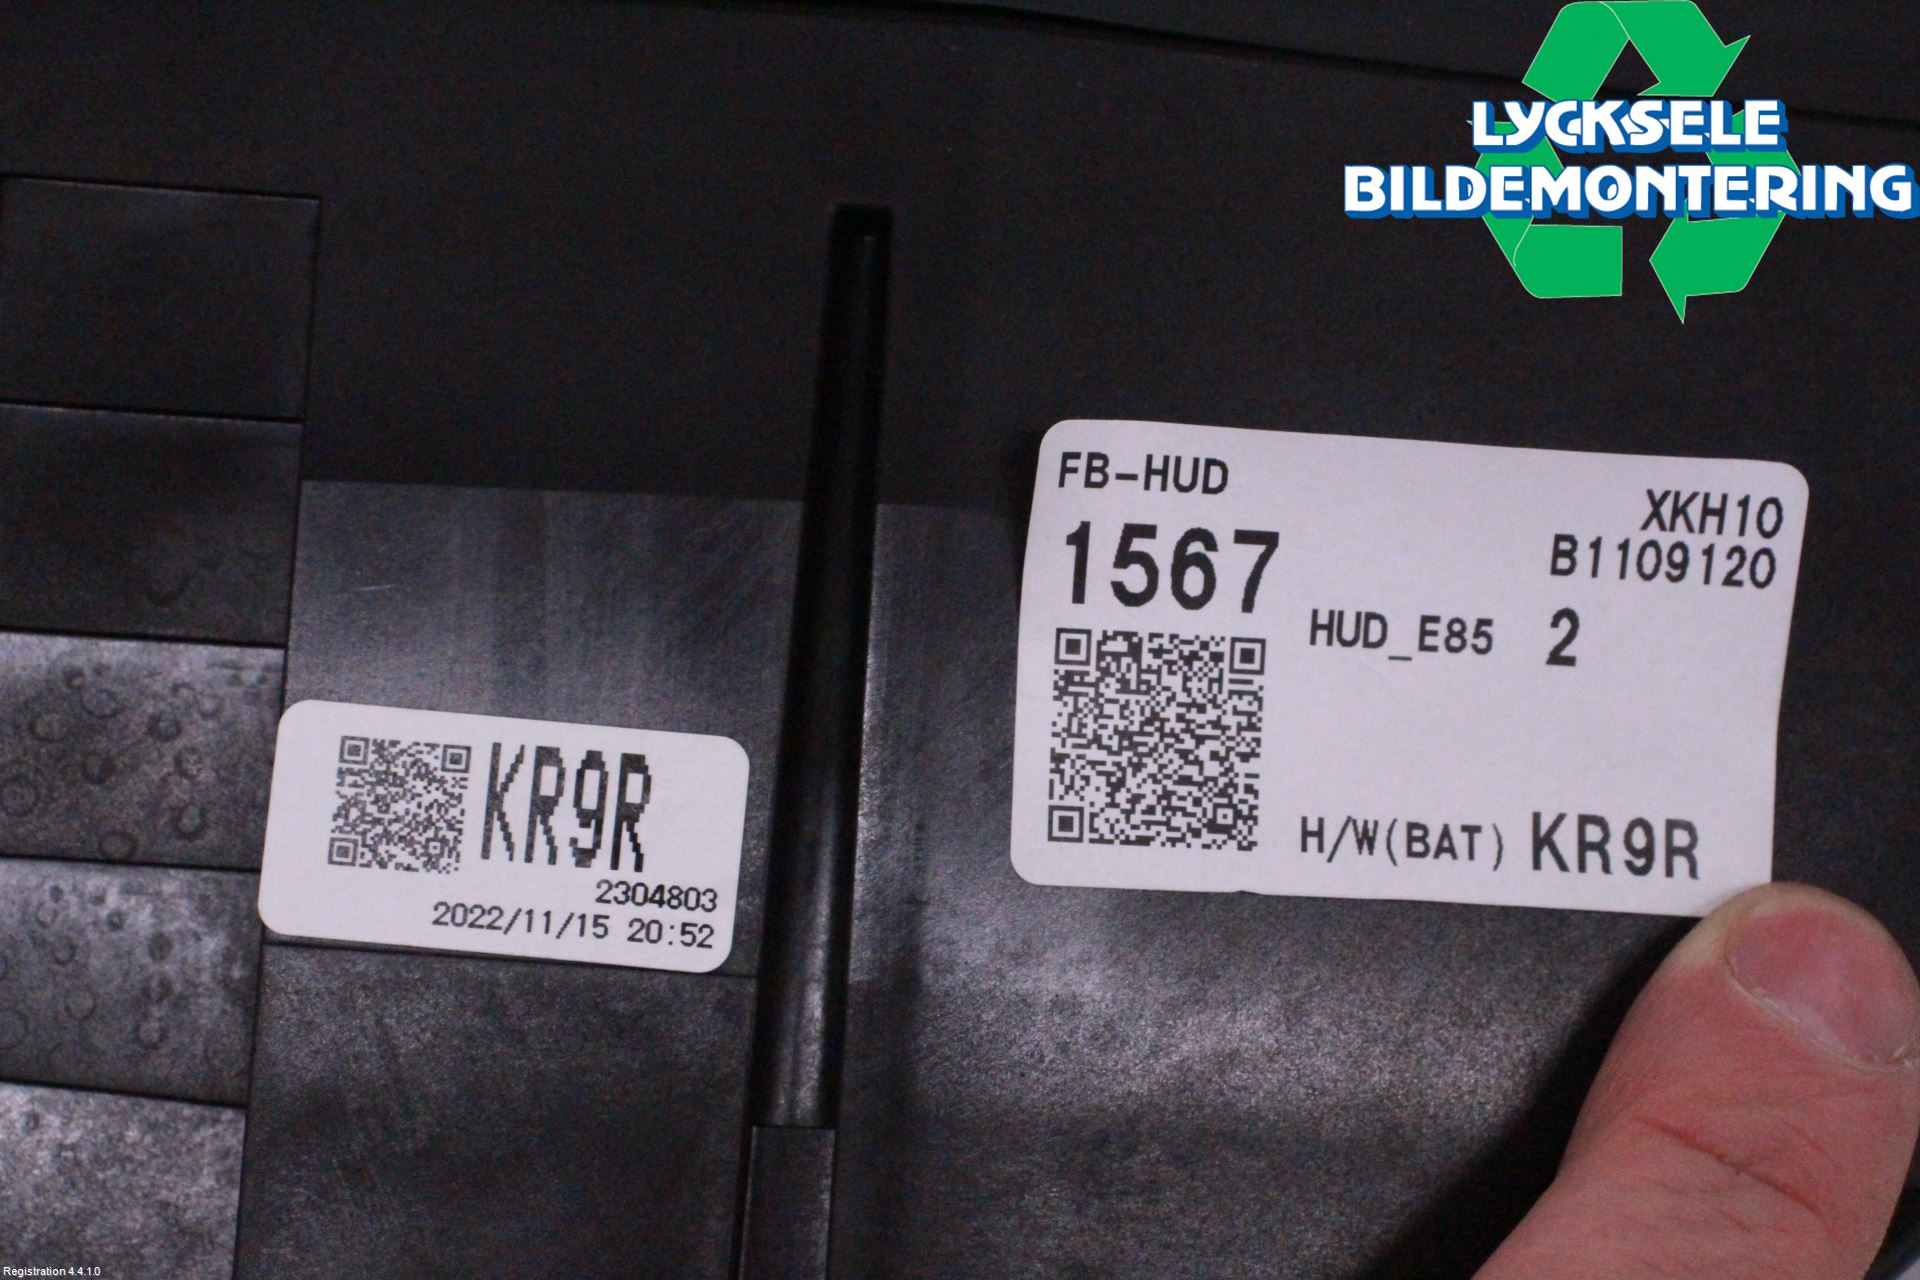 LYCKSELE
BILDEMONTERING
FB-HUD
XKH10
1567
B1109120
HUD_E85 2
H/W(BAT) KR9R
KR9R
2304803
2022/11/15 20:52
Registration 4.4.1.0